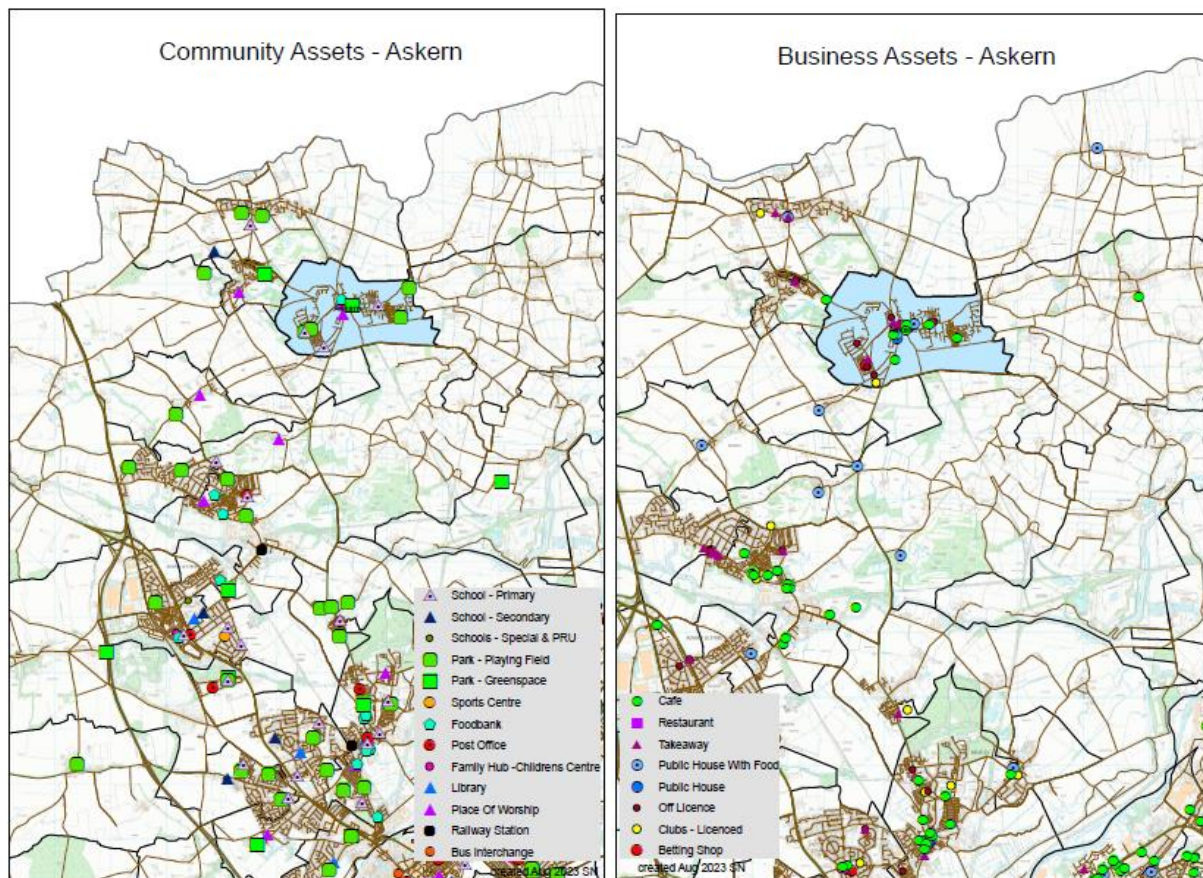 Community Assets - Askern
School - Primary
School - Secondary
Schools - Special & PRU
Park - Playing Field
Park - Greenspace
Sports Centre
Foodbank
Post Office
Family Hub -Childrens Centre
Library
Place Of Worship
Railway Station
Bus Interchange
created Aug 2023 SN
Business Assets - Askern
Cafe
Restaurant
Takeaway
Public House With Food
Public House
Off Licence
Clubs - Licenced
Betting Shop
created Aug 2023 SN